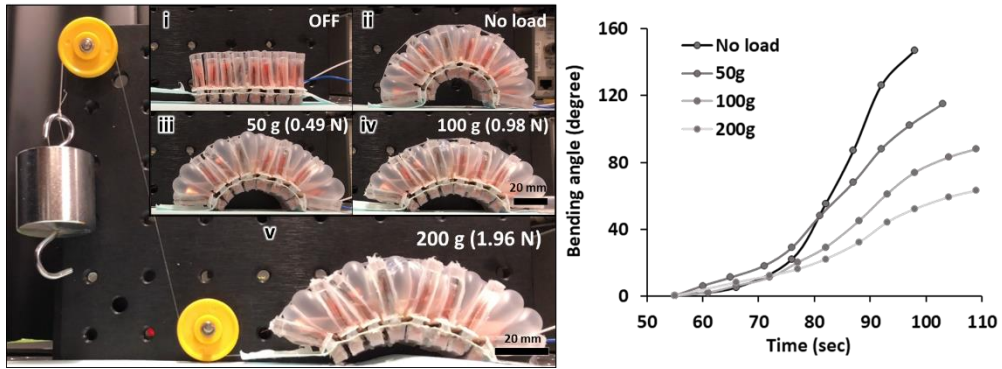 i
OFF
ii
No load
iii
50 g (0.49 N)
iv
100 g (0.98 N)
20 mm
v
200 g (1.96 N)
20 mm
Bending angle (degree)
160
120
80
40
0
No load
50g
100g
200g
50 60 70 80 90 100 110
Time (sec)